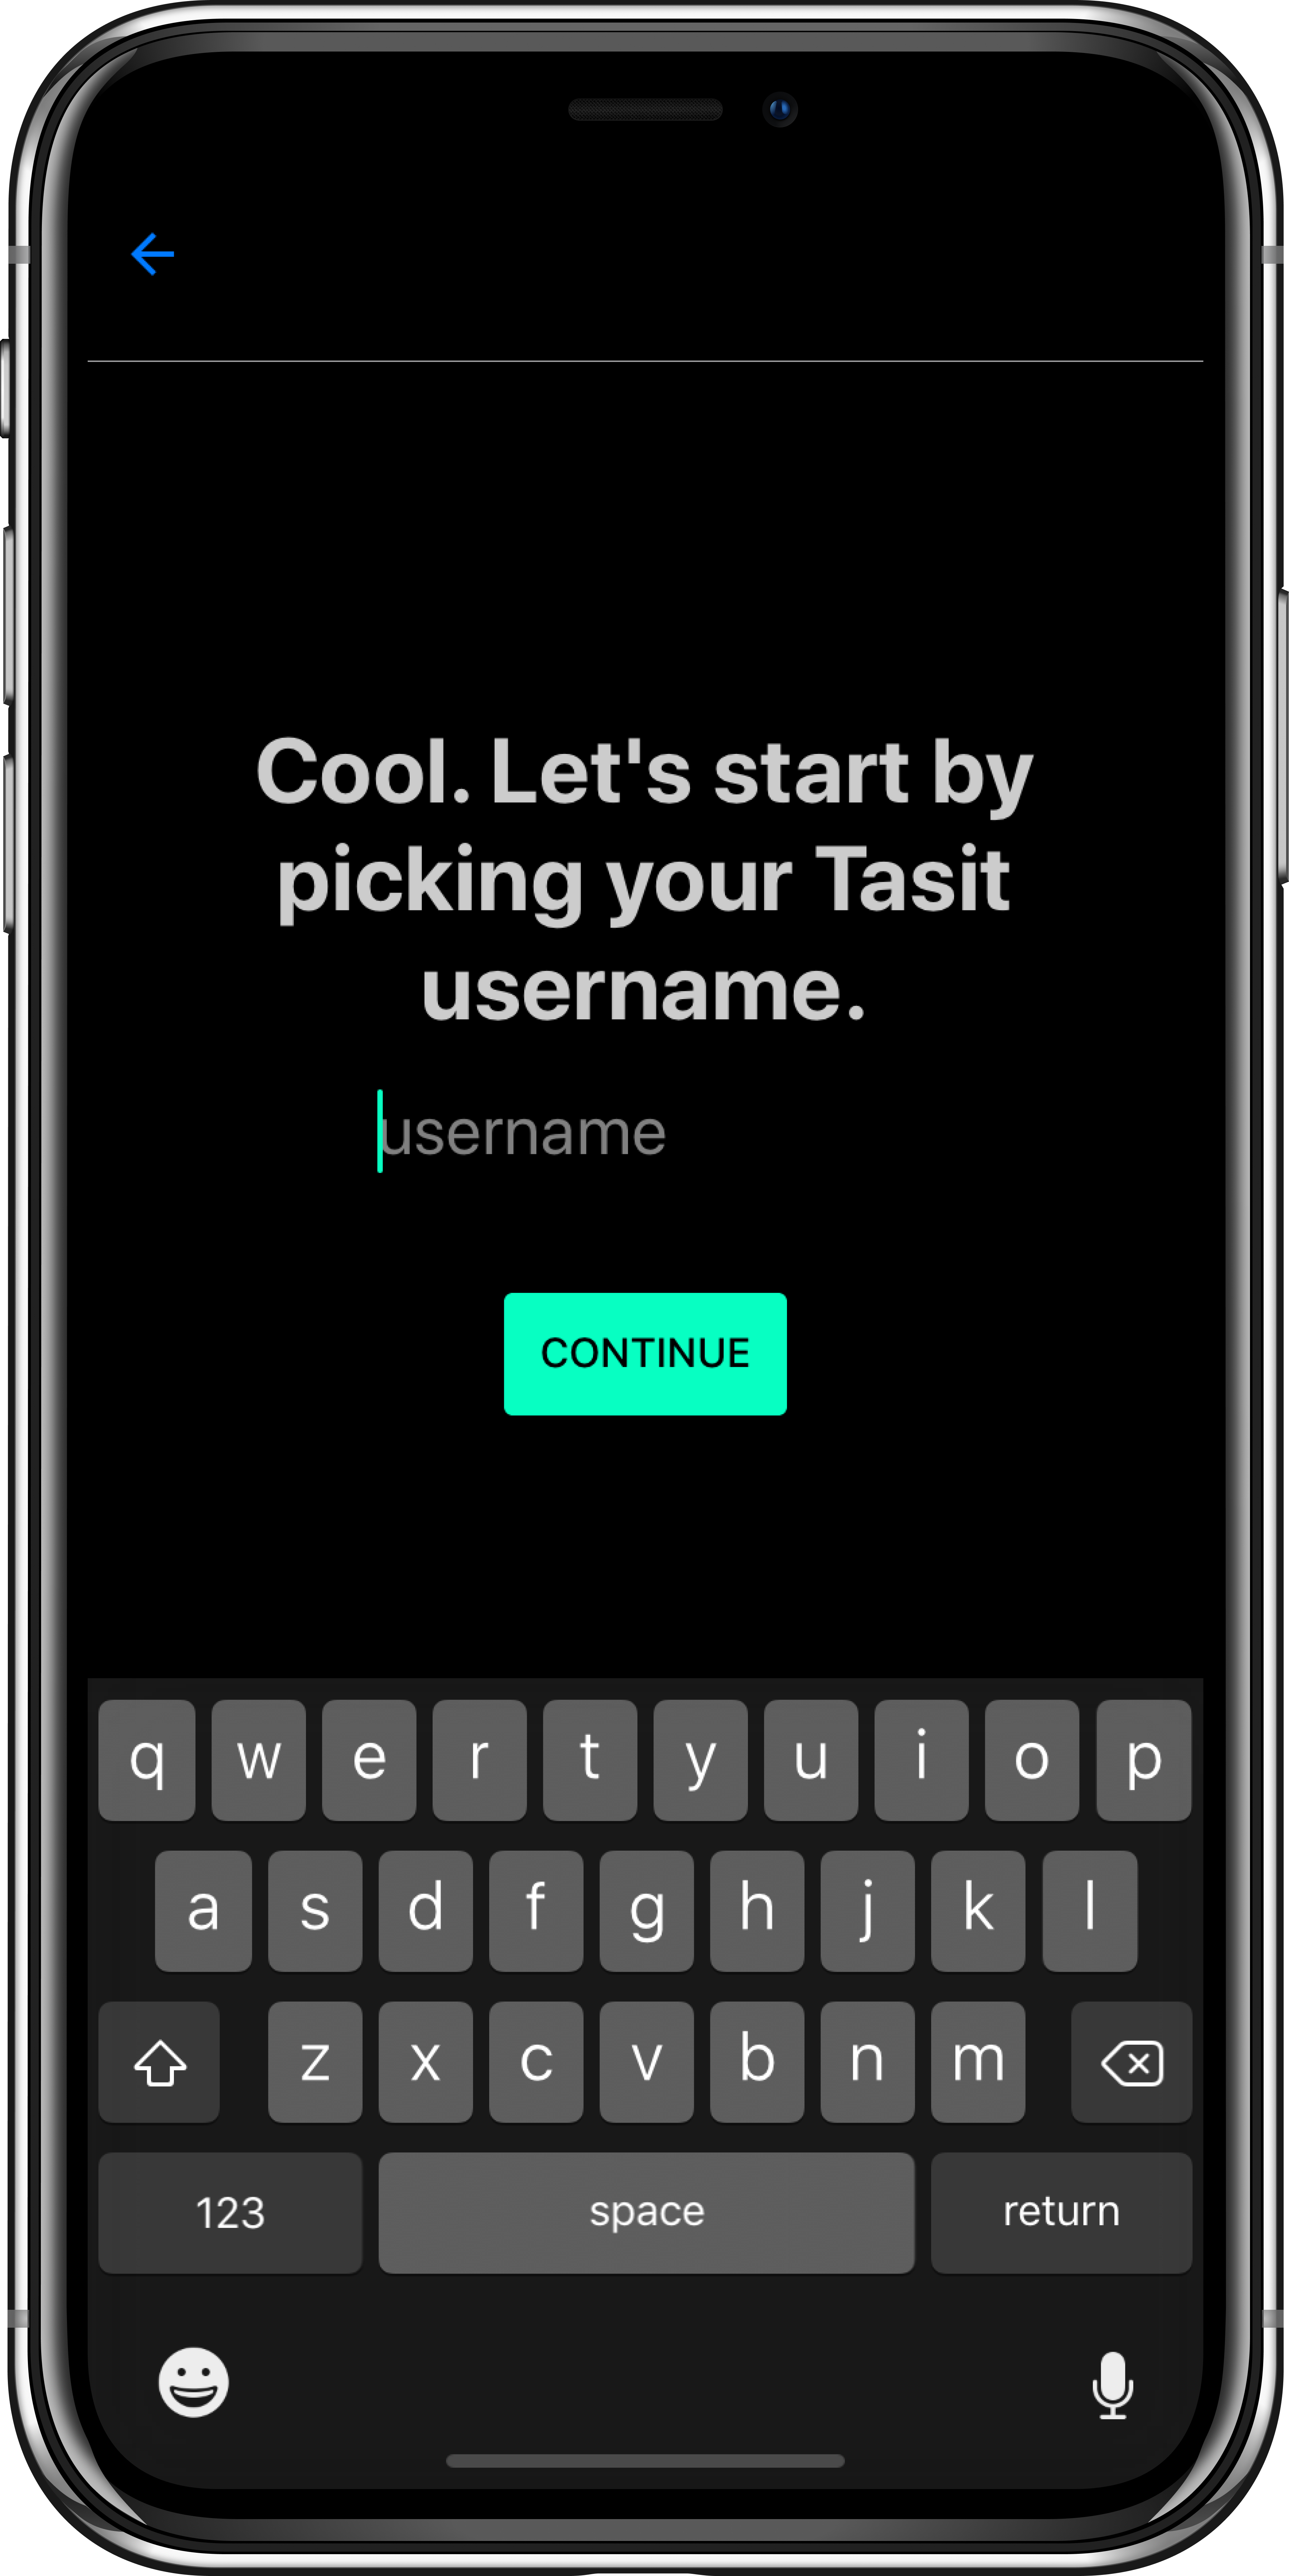 Cool. Let's start by
picking your Tasit
username.
username
CONTINUE
q w e r t y u i o p
a s d f g h j k l
z x c v b n m
123 space return